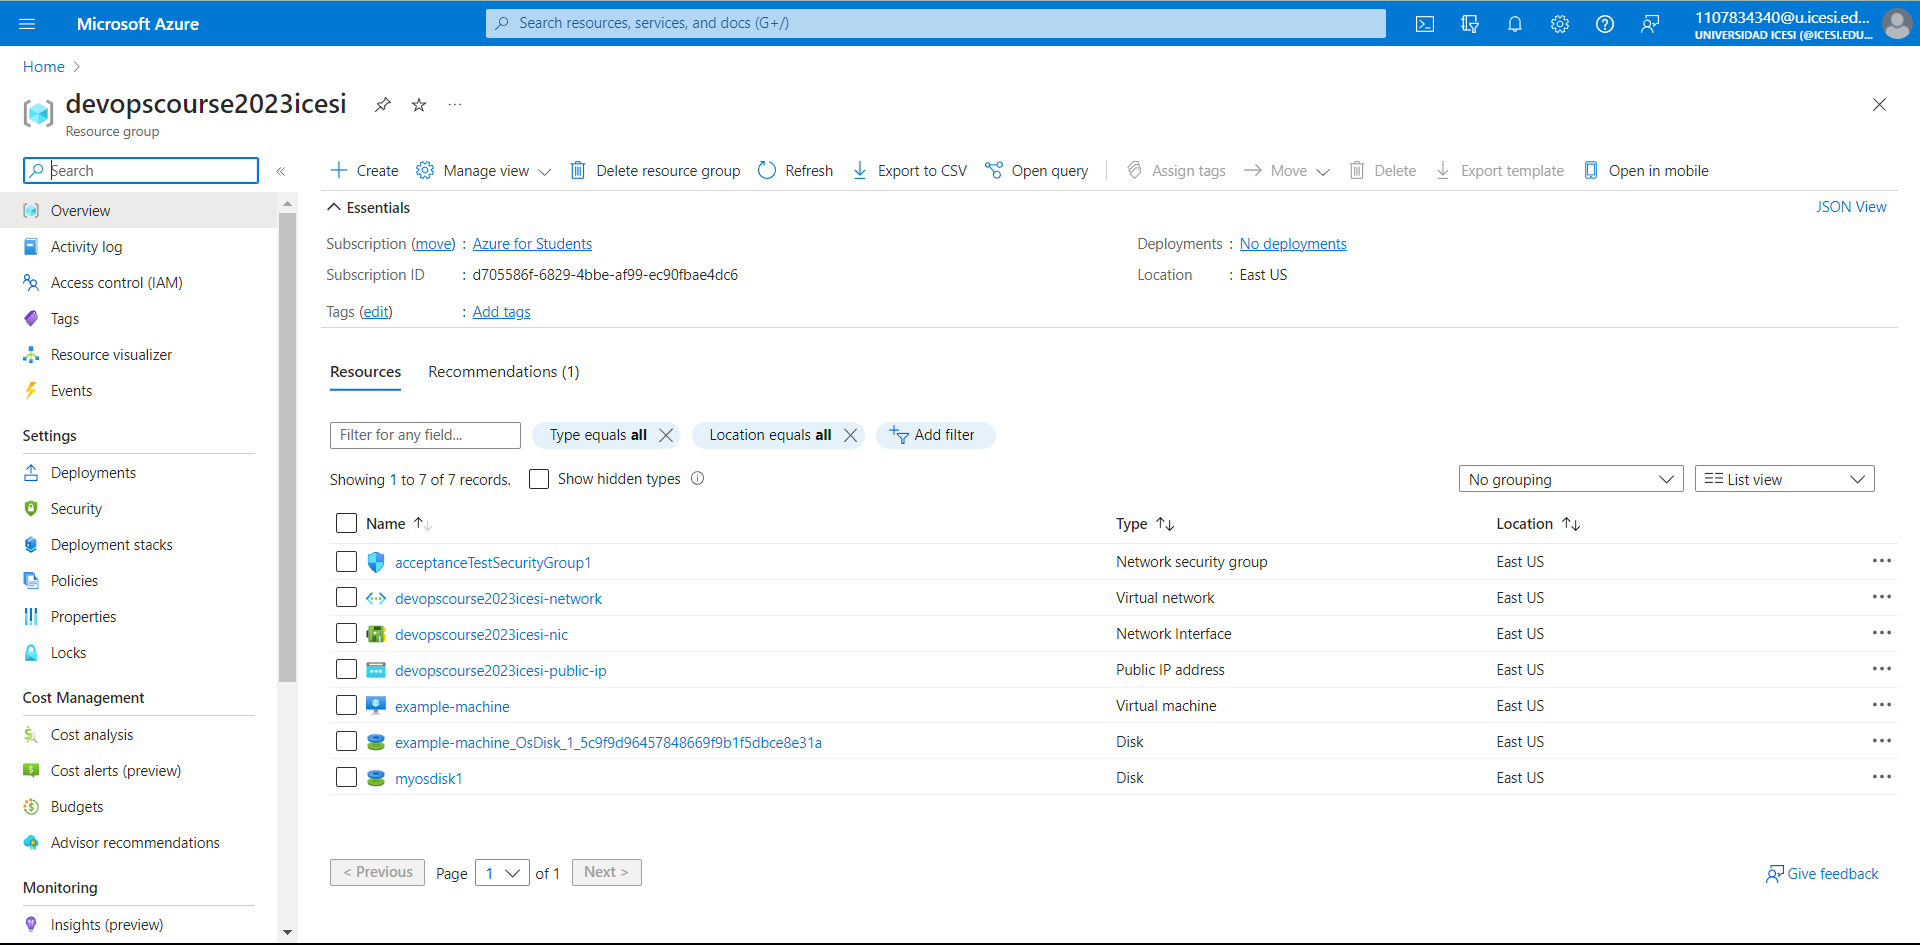 Microsoft Azure
Search resources, services, and docs (G+/)
1107834340@u.icesi.ed...
UNIVERSIDAD ICESI (@ICESI.EDU...
Home >
devopscourse2023icesi
Resource group
Search
«
Create
Manage view
Delete resource group
Refresh
Export to CSV
Open query
Assign tags
Move
Delete
Export template
Open in mobile
Overview
Activity log
Access control (IAM)
Tags
Resource visualizer
Events
Settings
Deployments
Security
Deployment stacks
Policies
Properties
Locks
Cost Management
Cost analysis
Cost alerts (preview)
Budgets
Advisor recommendations
Monitoring
Insights (preview)
Essentials
JSON View
Subscription (move) : Azure for Students
Subscription ID : d705586f-6829-4bbe-af99-ec90fbae4dc6
Tags (edit) : Add tags
Deployments : No deployments
Location : East US
Resources
Recommendations (1)
Filter for any field...
Type equals all
Location equals all
Add filter
Showing 1 to 7 of 7 records.
Show hidden types
No grouping
List view
Name Type Location
acceptanceTestSecurityGroup1 Network security group East US
devopscourse2023icesi-network Virtual network East US
devopscourse2023icesi-nic Network Interface East US
devopscourse2023icesi-public-ip Public IP address East US
example-machine Virtual machine East US
example-machine_OsDisk_1_5c9f9d96457848669f9b1f5dbce8e31a Disk East US
myosdisk1 Disk East US
< Previous Page 1 of 1 Next >
Give feedback